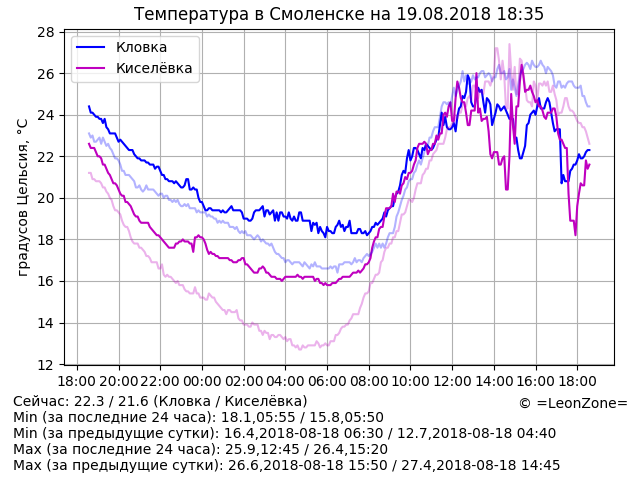 Температура в Смоленске на 19.08.2018 18:35
градусов Цельсия, °C
28
26
24
22
20
18
16
14
12
Кловка
Киселёвка
18:00 20:00 22:00 00:00 02:00 04:00 06:00 08:00 10:00 12:00 14:00 16:00 18:00
Сейчас: 22.3 / 21.6 (Кловка / Киселёвка)
© =LeonZone=
Min (за последние 24 часа): 18.1,05:55 / 15.8,05:50
Min (за предыдущие сутки): 16.4,2018-08-18 06:30 / 12.7,2018-08-18 04:40
Max (за последние 24 часа): 25.9,12:45 / 26.4,15:20
Max (за предыдущие сутки): 26.6,2018-08-18 15:50 / 27.4,2018-08-18 14:45